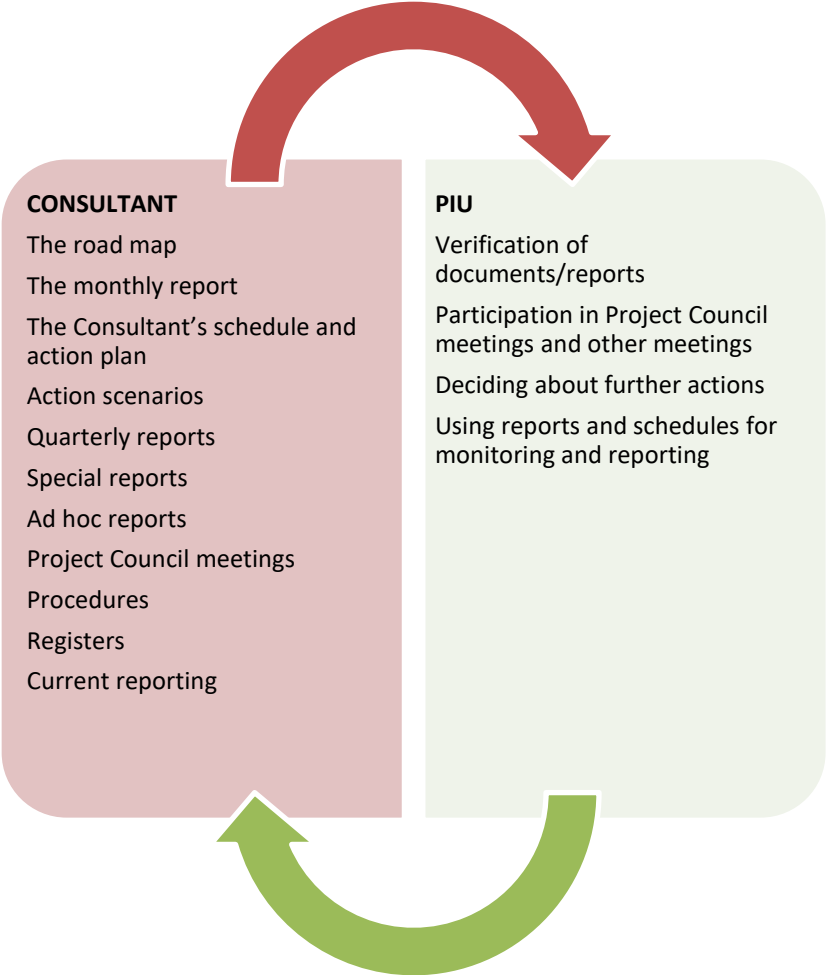 CONSULTANT
The road map
The monthly report
The Consultant’s schedule and
action plan
Action scenarios
Quarterly reports
Special reports
Ad hoc reports
Project Council meetings
Procedures
Registers
Current reporting
PIU
Verification of
documents/reports
Participation in Project Council
meetings and other meetings
Deciding about further actions
Using reports and schedules for
monitoring and reporting